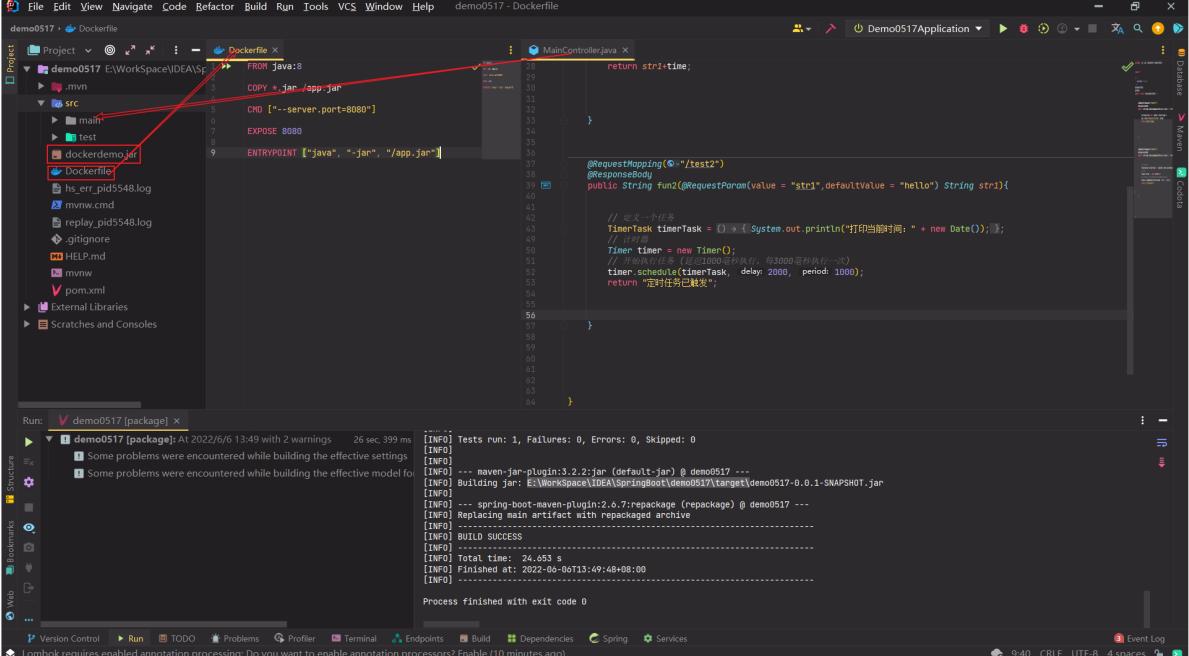 File Edit View Navigate Code Refactor Build Run Tools VCS Window Help demo0517 - Dockerfile
demo0517 › Dockerfile
Demo0517Application
Project
Dockerfile ×
MainController.java ×
demo0517 E:\WorkSpace\IDEA\Sp
.mvn
src
main
test
dockerdemo.jar
Dockerfile
hs_err_pid5548.log
mvnw.cmd
replay_pid5548.log
.gitignore
HELP.md
mvnw
pom.xml
External Libraries
Scratches and Consoles
FROM java:8
COPY *.jar /app.jar
CMD ["--server.port=8080"]
EXPOSE 8080
9 ENTRYPOINT ["java", "-jar", "/app.jar"]
28 return str1+time;
29
30
31
32
33 }
34
35
36
37 @RequestMapping("/test2")
38 @ResponseBody
39 public String fun2(@RequestParam(value = "str1",defaultValue = "hello") String str1){
40
41
42 // 定义一个任务
43 TimerTask timerTask = () → { System.out.println("打印当前时间：" + new Date()); };
49 // 计时器
50 Timer timer = new Timer();
51 // 开始执行任务 (延迟1000毫秒执行，每3000毫秒执行一次)
52 timer.schedule(timerTask, delay: 2000, period: 1000);
53 return "定时任务已触发";
54
55
56
57 }
58
59
60
61
62
63
64 }
Database
Maven
Codota
Structure
Bookmarks
Web
Run: demo0517 [package] ×
demo0517 [package]: At 2022/6/6 13:49 with 2 warnings 26 sec, 399 ms
Some problems were encountered while building the effective settings
Some problems were encountered while building the effective model fo
[INFO] Tests run: 1, Failures: 0, Errors: 0, Skipped: 0
[INFO]
[INFO]
[INFO] --- maven-jar-plugin:3.2.2:jar (default-jar) @ demo0517 ---
[INFO] Building jar: E:\WorkSpace\IDEA\SpringBoot\demo0517\target\demo0517-0.0.1-SNAPSHOT.jar
[INFO]
[INFO] --- spring-boot-maven-plugin:2.6.7:repackage (repackage) @ demo0517 ---
[INFO] Replacing main artifact with repackaged archive
[INFO] ------------------------------------------------------------------------
[INFO] BUILD SUCCESS
[INFO] ------------------------------------------------------------------------
[INFO] Total time: 24.653 s
[INFO] Finished at: 2022-06-06T13:49:48+08:00
[INFO] ------------------------------------------------------------------------
Process finished with exit code 0
Version Control Run TODO Problems Profiler Terminal Endpoints Build Dependencies Spring Services 3 Event Log
Lombok requires enabled annotation processing: Do you want to enable annotation processors? Enable (10 minutes ago) 9:40 CRLF UTF-8 4 spaces